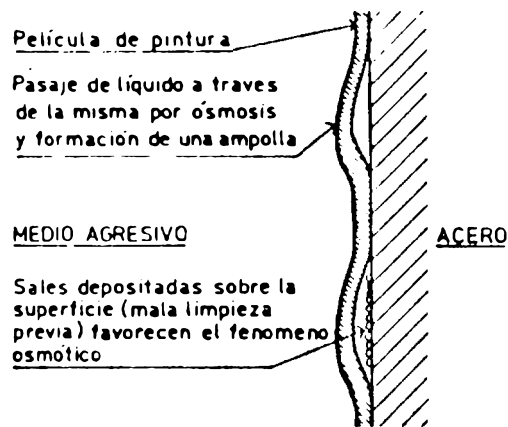 Película de pintura
Pasaje de líquido a traves
de la misma por ósmosis
y formación de una ampolla
MEDIO AGRESIVO
ACERO
Sales depositadas sobre la
superficie (mala limpieza
previa) favorecen el fenomeno
osmótico